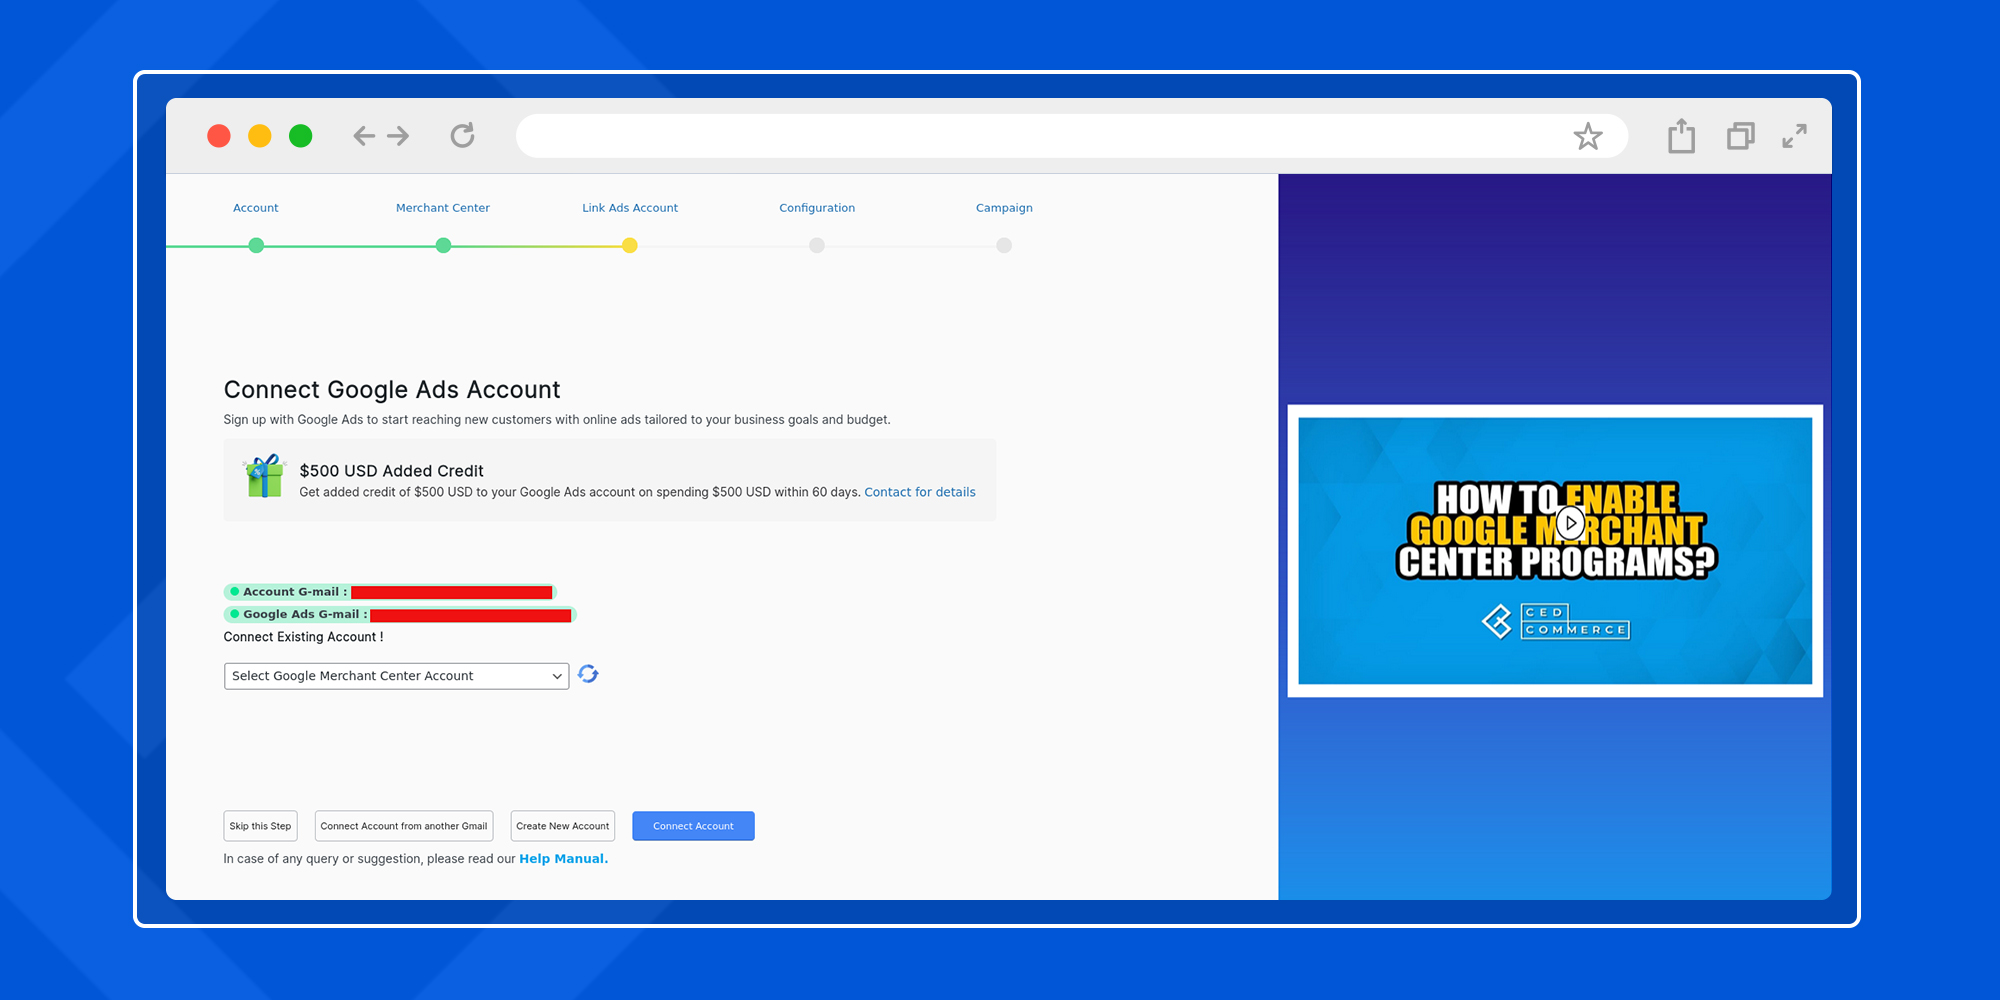 Account
Merchant Center
Link Ads Account
Configuration
Campaign
Connect Google Ads Account
Sign up with Google Ads to start reaching new customers with online ads tailored to your business goals and budget.
$500 USD Added Credit
Get added credit of $500 USD to your Google Ads account on spending $500 USD within 60 days. Contact for details
Account G-mail :
Google Ads G-mail :
Connect Existing Account !
Select Google Merchant Center Account
Skip this Step
Connect Account from another Gmail
Create New Account
Connect Account
In case of any query or suggestion, please read our Help Manual.
HOW TO ENABLE
GOOGLE MERCHANT
CENTER PROGRAMS?
CED
COMMERCE